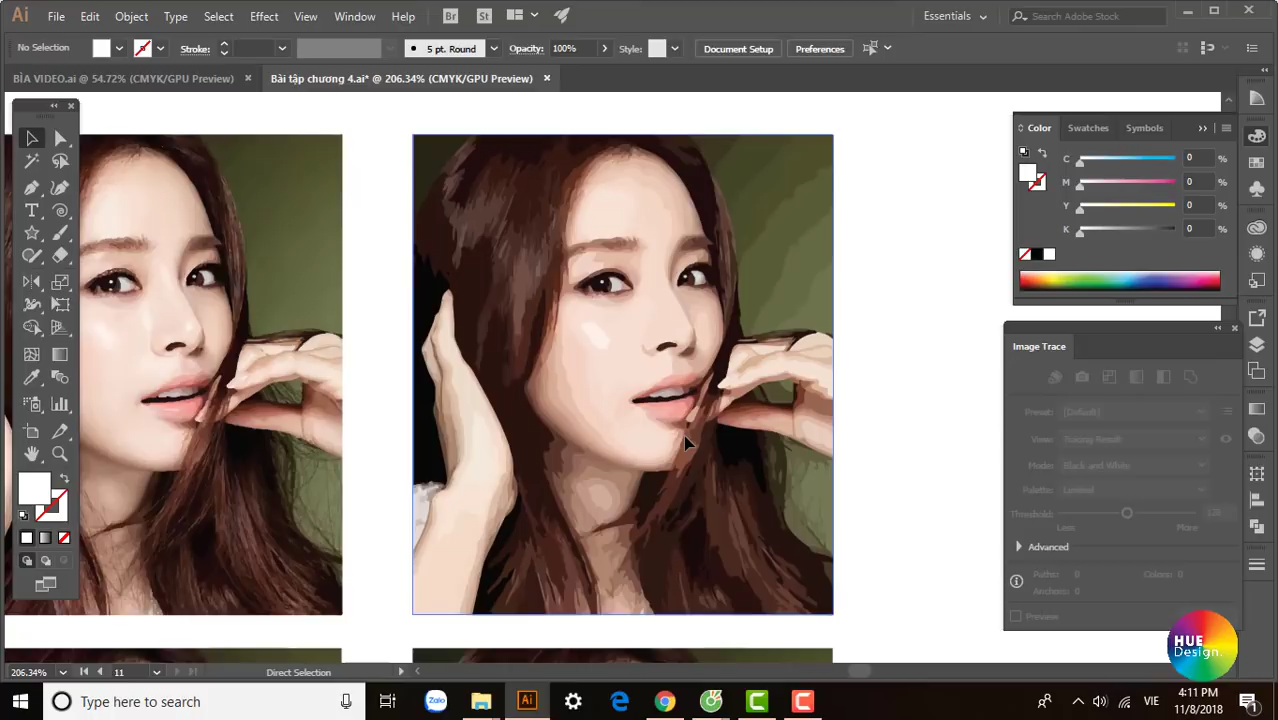 Ai File Edit Object Type Select Effect View Window Help Br St Essentials Search Adobe Stock
No Selection Stroke: 5 pt. Round Opacity: 100% Style: Document Setup Preferences
BÌA VIDEO.ai @ 54.72% (CMYK/GPU Preview) × Bài tập chương 4.ai* @ 206.34% (CMYK/GPU Preview) ×
Color Swatches Symbols
C 0 %
M 0 %
Y 0 %
K 0 %
Image Trace
Preset: [Default]
View: Tracing Result
Mode: Black and White
Palette: Limited
Threshold: 128
Less More
Advanced
Paths: 0 Colors: 0
Anchors: 0
Preview
HUE
Design.
206.34% 11 Direct Selection
Type here to search Zalo Ai VIE 4:11 PM
11/8/2018 1